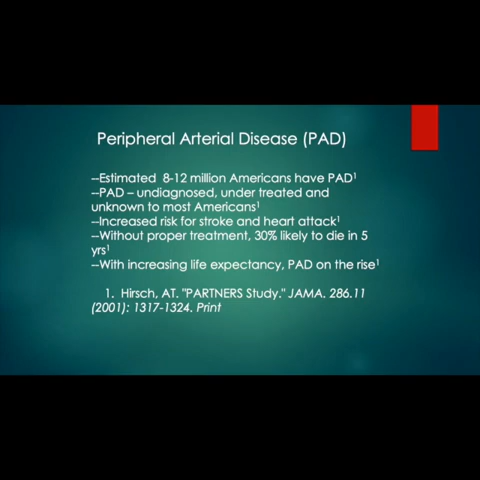 Peripheral Arterial Disease (PAD)
--Estimated  8-12 million Americans have PAD¹
--PAD – undiagnosed, under treated and
unknown to most Americans¹
--Increased risk for stroke and heart attack¹
--Without proper treatment, 30% likely to die in 5
yrs¹
--With increasing life expectancy, PAD on the rise¹
1.  Hirsch, AT. "PARTNERS Study." JAMA. 286.11
(2001): 1317-1324. Print